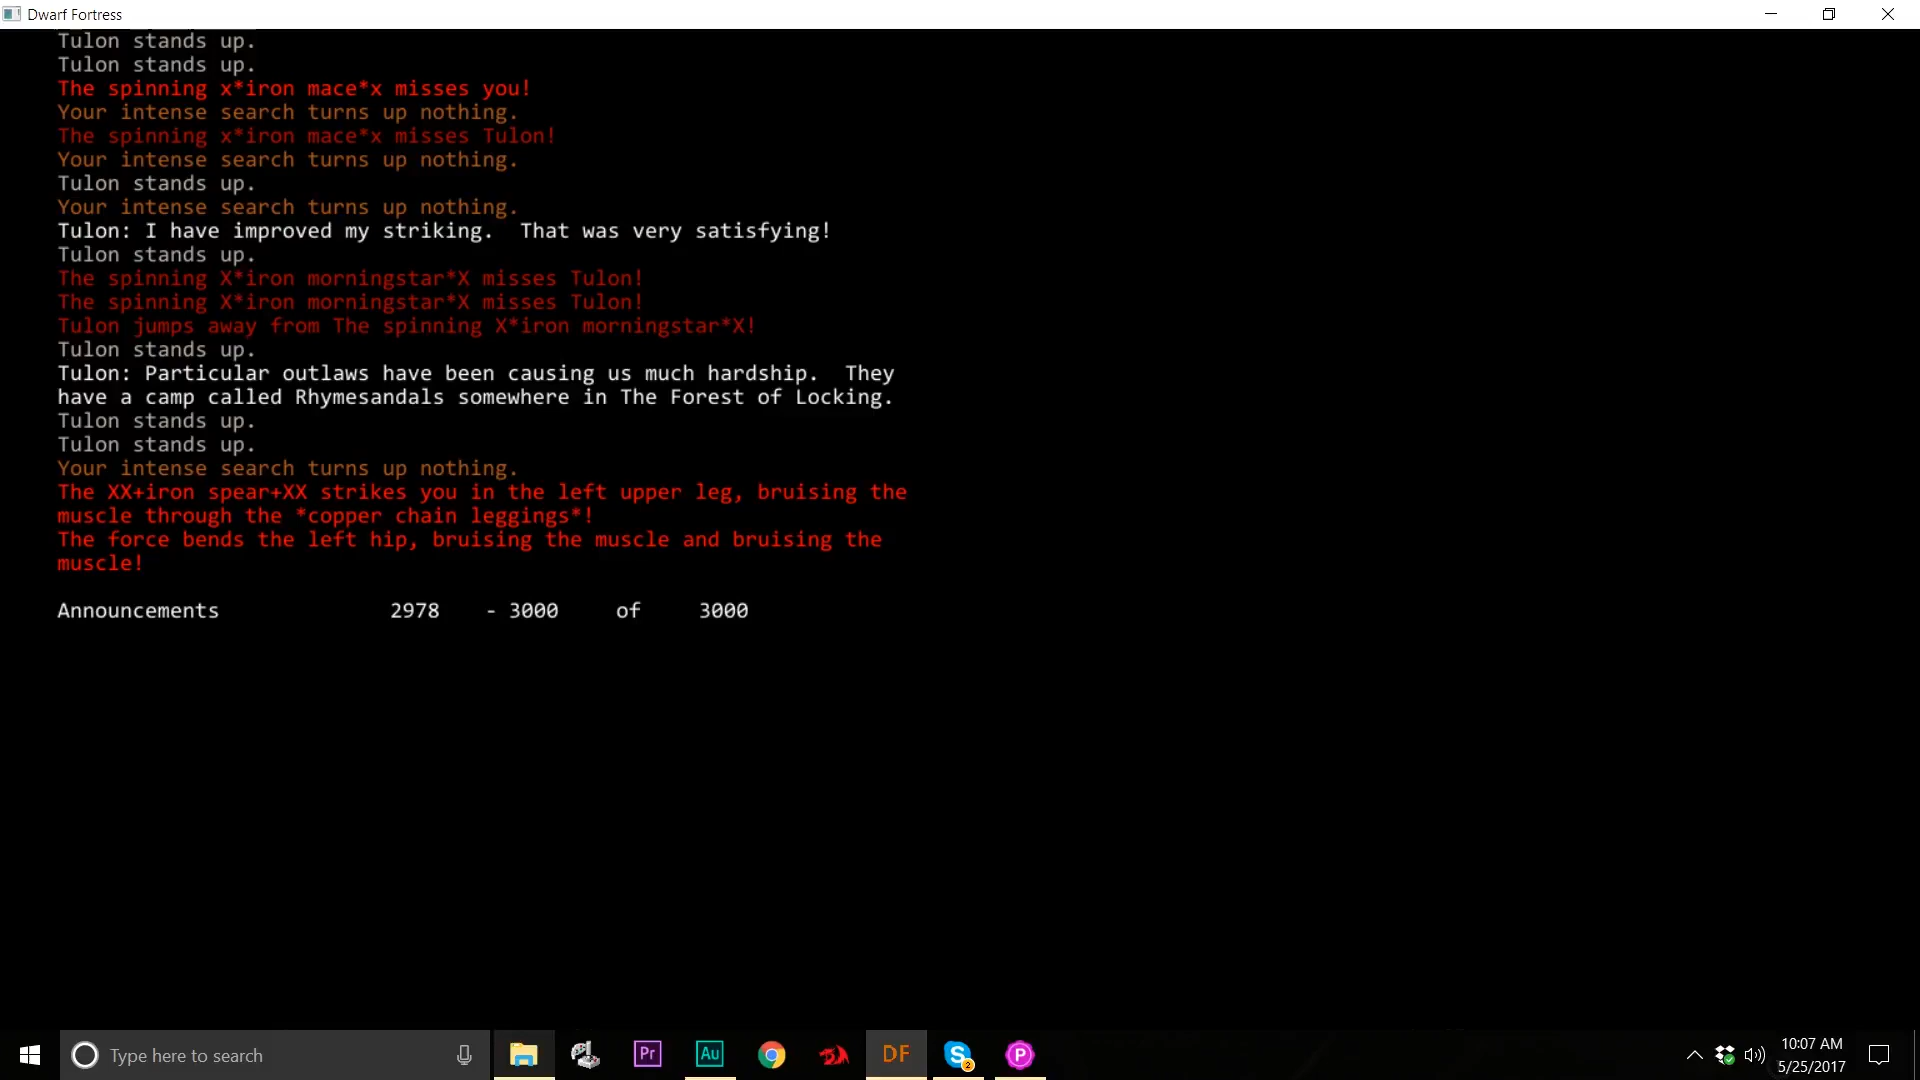 Dwarf Fortress
Tulon stands up.
Tulon stands up.
The spinning x*iron mace*x misses you!
Your intense search turns up nothing.
The spinning x*iron mace*x misses Tulon!
Your intense search turns up nothing.
Tulon stands up.
Your intense search turns up nothing.
Tulon: I have improved my striking.  That was very satisfying!
Tulon stands up.
The spinning X*iron morningstar*X misses Tulon!
The spinning X*iron morningstar*X misses Tulon!
Tulon jumps away from The spinning X*iron morningstar*X!
Tulon stands up.
Tulon: Particular outlaws have been causing us much hardship.  They
have a camp called Rhymesandals somewhere in The Forest of Locking.
Tulon stands up.
Tulon stands up.
Your intense search turns up nothing.
The XX+iron spear+XX strikes you in the left upper leg, bruising the
muscle through the *copper chain leggings*!
The force bends the left hip, bruising the muscle and bruising the
muscle!
Announcements 2978 - 3000 of 3000
Type here to search
Pr
Au
DF
S
2
P
10:07 AM
5/25/2017